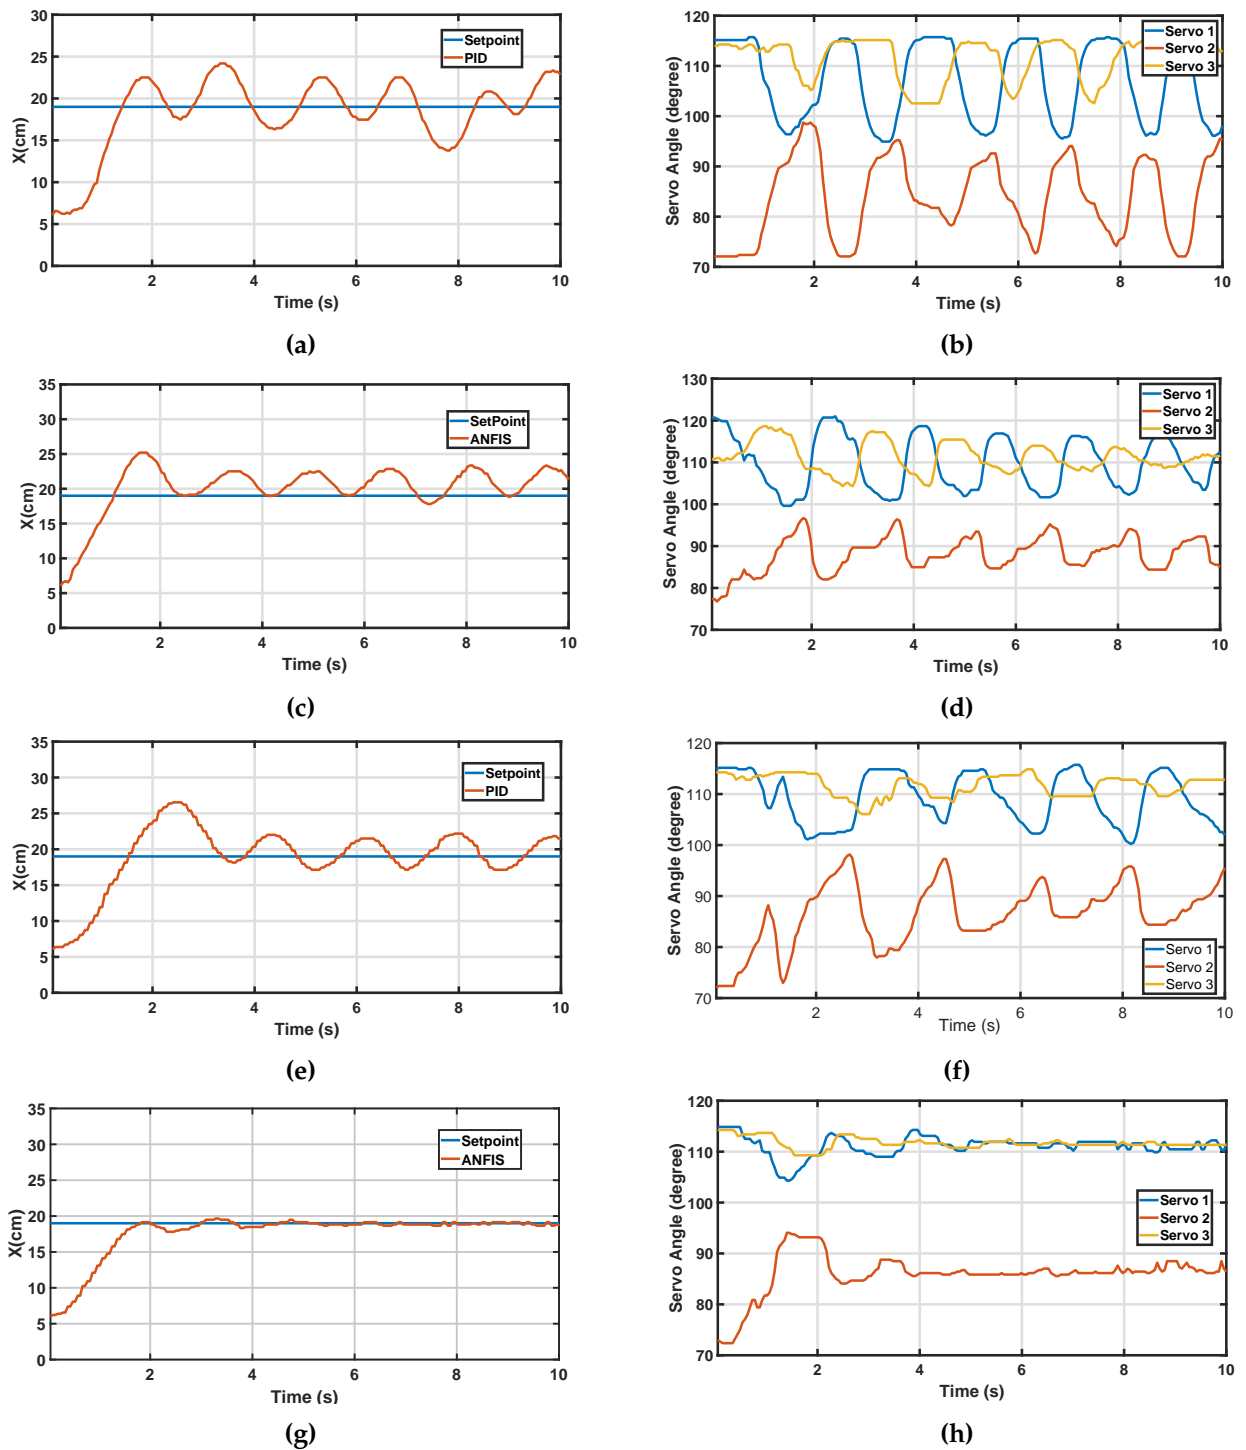 30
25
20
15
10
5
0
X(cm)
Setpoint
PID
2
4
6
8
10
Time (s)
(a)
120
110
100
90
80
70
Servo Angle (degree)
Servo 1
Servo 2
Servo 3
2
4
6
8
10
Time (s)
(b)
35
30
25
20
15
10
5
0
X(cm)
SetPoint
ANFIS
2
4
6
8
10
Time (s)
(c)
130
120
110
100
90
80
70
Servo Angle (degree)
Servo 1
Servo 2
Servo 3
2
4
6
8
10
Time (s)
(d)
35
30
25
20
15
10
5
0
X(cm)
Setpoint
PID
2
4
6
8
10
Time (s)
(e)
120
110
100
90
80
70
Servo Angle (degree)
Servo 1
Servo 2
Servo 3
2
4
6
8
10
Time (s)
(f)
35
30
25
20
15
10
5
0
X(cm)
Setpoint
ANFIS
2
4
6
8
10
Time (s)
(g)
120
110
100
90
80
70
Servo Angle (degree)
Servo 1
Servo 2
Servo 3
2
4
6
8
10
Time (s)
(h)